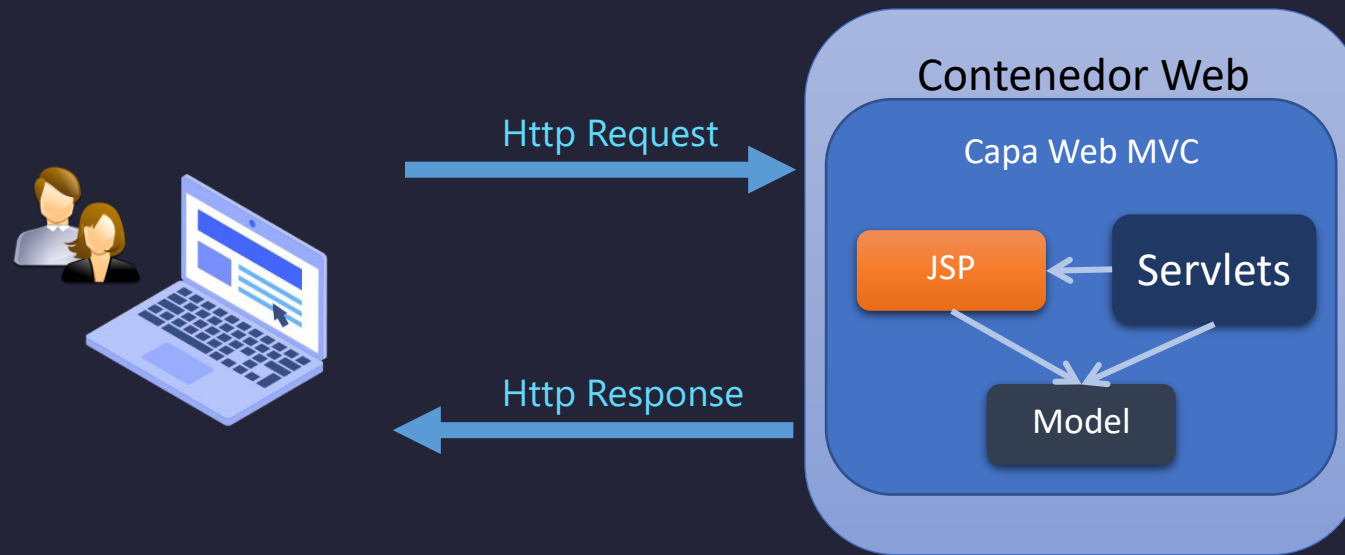 Http Request
Http Response
Contenedor Web
Capa Web MVC
JSP
Servlets
Model